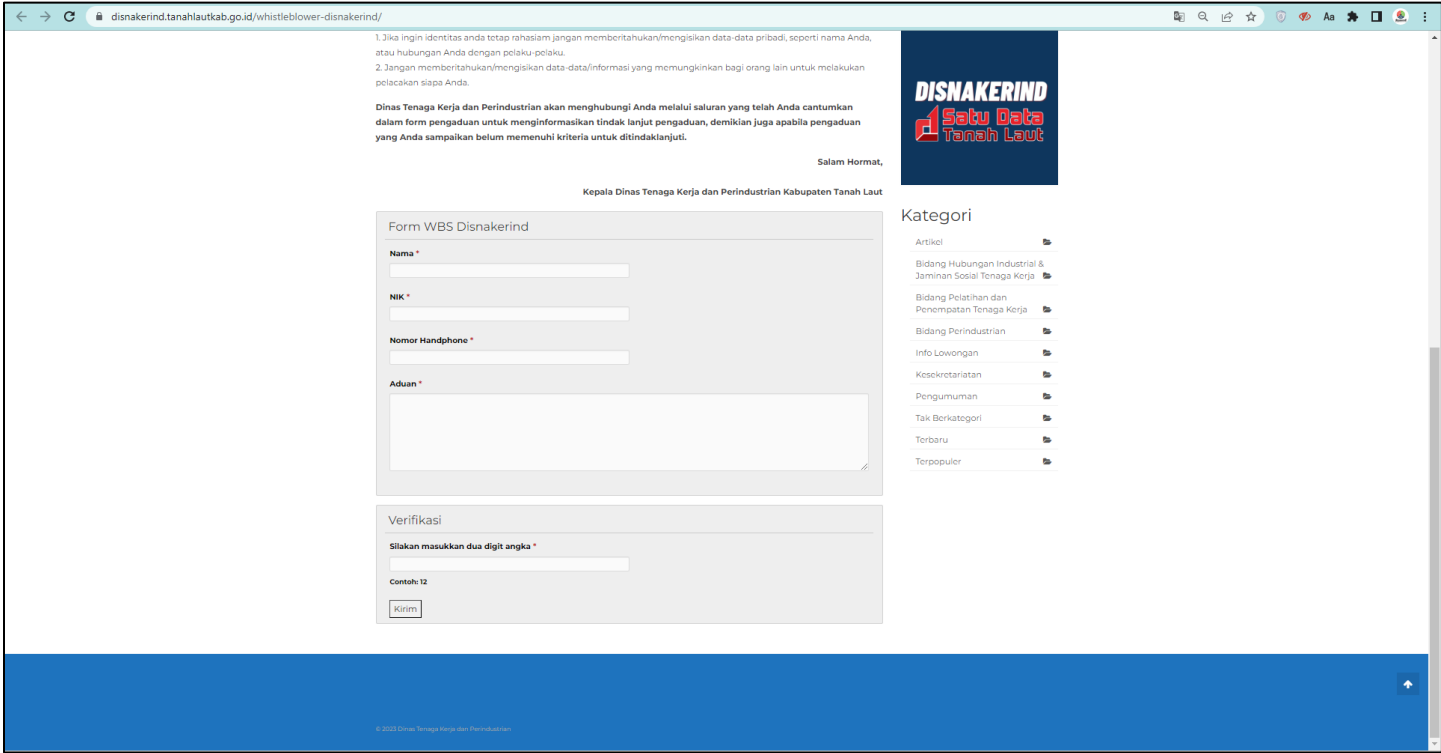 disnakerind.tanahlautkab.go.id/whistleblower-disnakerind/
Aa
1. Jika ingin identitas anda tetap rahasiam jangan memberitahukan/mengisikan data-data pribadi, seperti nama Anda,
atau hubungan Anda dengan pelaku-pelaku.
2. Jangan memberitahukan/mengisikan data-data/informasi yang memungkinkan bagi orang lain untuk melakukan
pelacakan siapa Anda.
Dinas Tenaga Kerja dan Perindustrian akan menghubungi Anda melalui saluran yang telah Anda cantumkan
dalam form pengaduan untuk menginformasikan tindak lanjut pengaduan, demikian juga apabila pengaduan
yang Anda sampaikan belum memenuhi kriteria untuk ditindaklanjuti.
Salam Hormat,
Kepala Dinas Tenaga Kerja dan Perindustrian Kabupaten Tanah Laut
Form WBS Disnakerind
Nama *
NIK *
Nomor Handphone *
Aduan *
Verifikasi
Silakan masukkan dua digit angka *
Contoh: 12
Kirim
DISNAKERIND
Satu Data
Tanah Laut
Kategori
Artikel
Bidang Hubungan Industrial &
Jaminan Sosial Tenaga Kerja
Bidang Pelatihan dan
Penempatan Tenaga Kerja
Bidang Perindustrian
Info Lowongan
Kesekretariatan
Pengumuman
Tak Berkategori
Terbaru
Terpopuler
© 2023 Dinas Tenaga Kerja dan Perindustrian